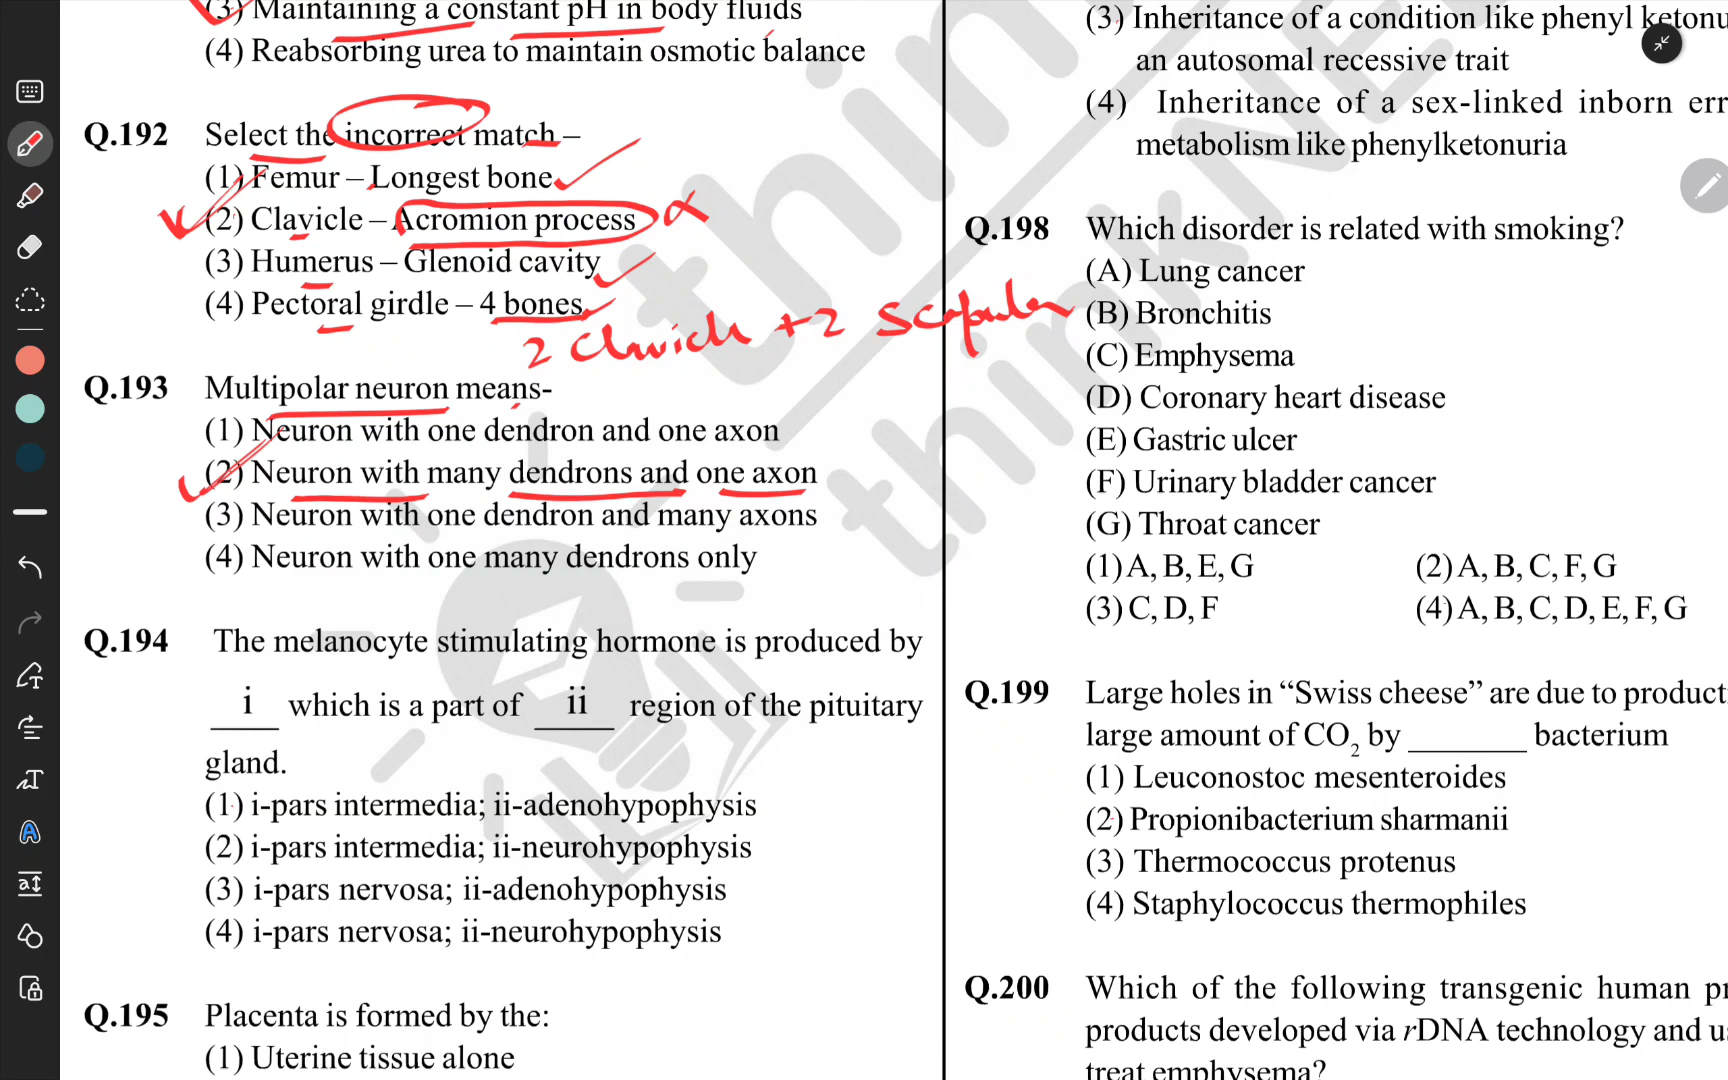 (3) Maintaining a constant pH in body fluids
(4) Reabsorbing urea to maintain osmotic balance
Q.192 Select the incorrect match –
(1) Femur – Longest bone
(2) Clavicle – Acromion process
(3) Humerus – Glenoid cavity
(4) Pectoral girdle – 4 bones
2 Clavicle + 2 Scapula
Q.193 Multipolar neuron means-
(1) Neuron with one dendron and one axon
(2) Neuron with many dendrons and one axon
(3) Neuron with one dendron and many axons
(4) Neuron with one many dendrons only
Q.194 The melanocyte stimulating hormone is produced by
i which is a part of ii region of the pituitary
gland.
(1) i-pars intermedia; ii-adenohypophysis
(2) i-pars intermedia; ii-neurohypophysis
(3) i-pars nervosa; ii-adenohypophysis
(4) i-pars nervosa; ii-neurohypophysis
Q.195 Placenta is formed by the:
(1) Uterine tissue alone
(3) Inheritance of a condition like phenyl ketonu
an autosomal recessive trait
(4) Inheritance of a sex-linked inborn err
metabolism like phenylketonuria
Q.198 Which disorder is related with smoking?
(A) Lung cancer
(B) Bronchitis
(C) Emphysema
(D) Coronary heart disease
(E) Gastric ulcer
(F) Urinary bladder cancer
(G) Throat cancer
(1) A, B, E, G (2) A, B, C, F, G
(3) C, D, F (4) A, B, C, D, E, F, G
Q.199 Large holes in “Swiss cheese” are due to product
large amount of CO₂ by ________ bacterium
(1) Leuconostoc mesenteroides
(2) Propionibacterium sharmanii
(3) Thermococcus protenus
(4) Staphylococcus thermophiles
Q.200 Which of the following transgenic human pr
products developed via rDNA technology and u
treat emphysema?